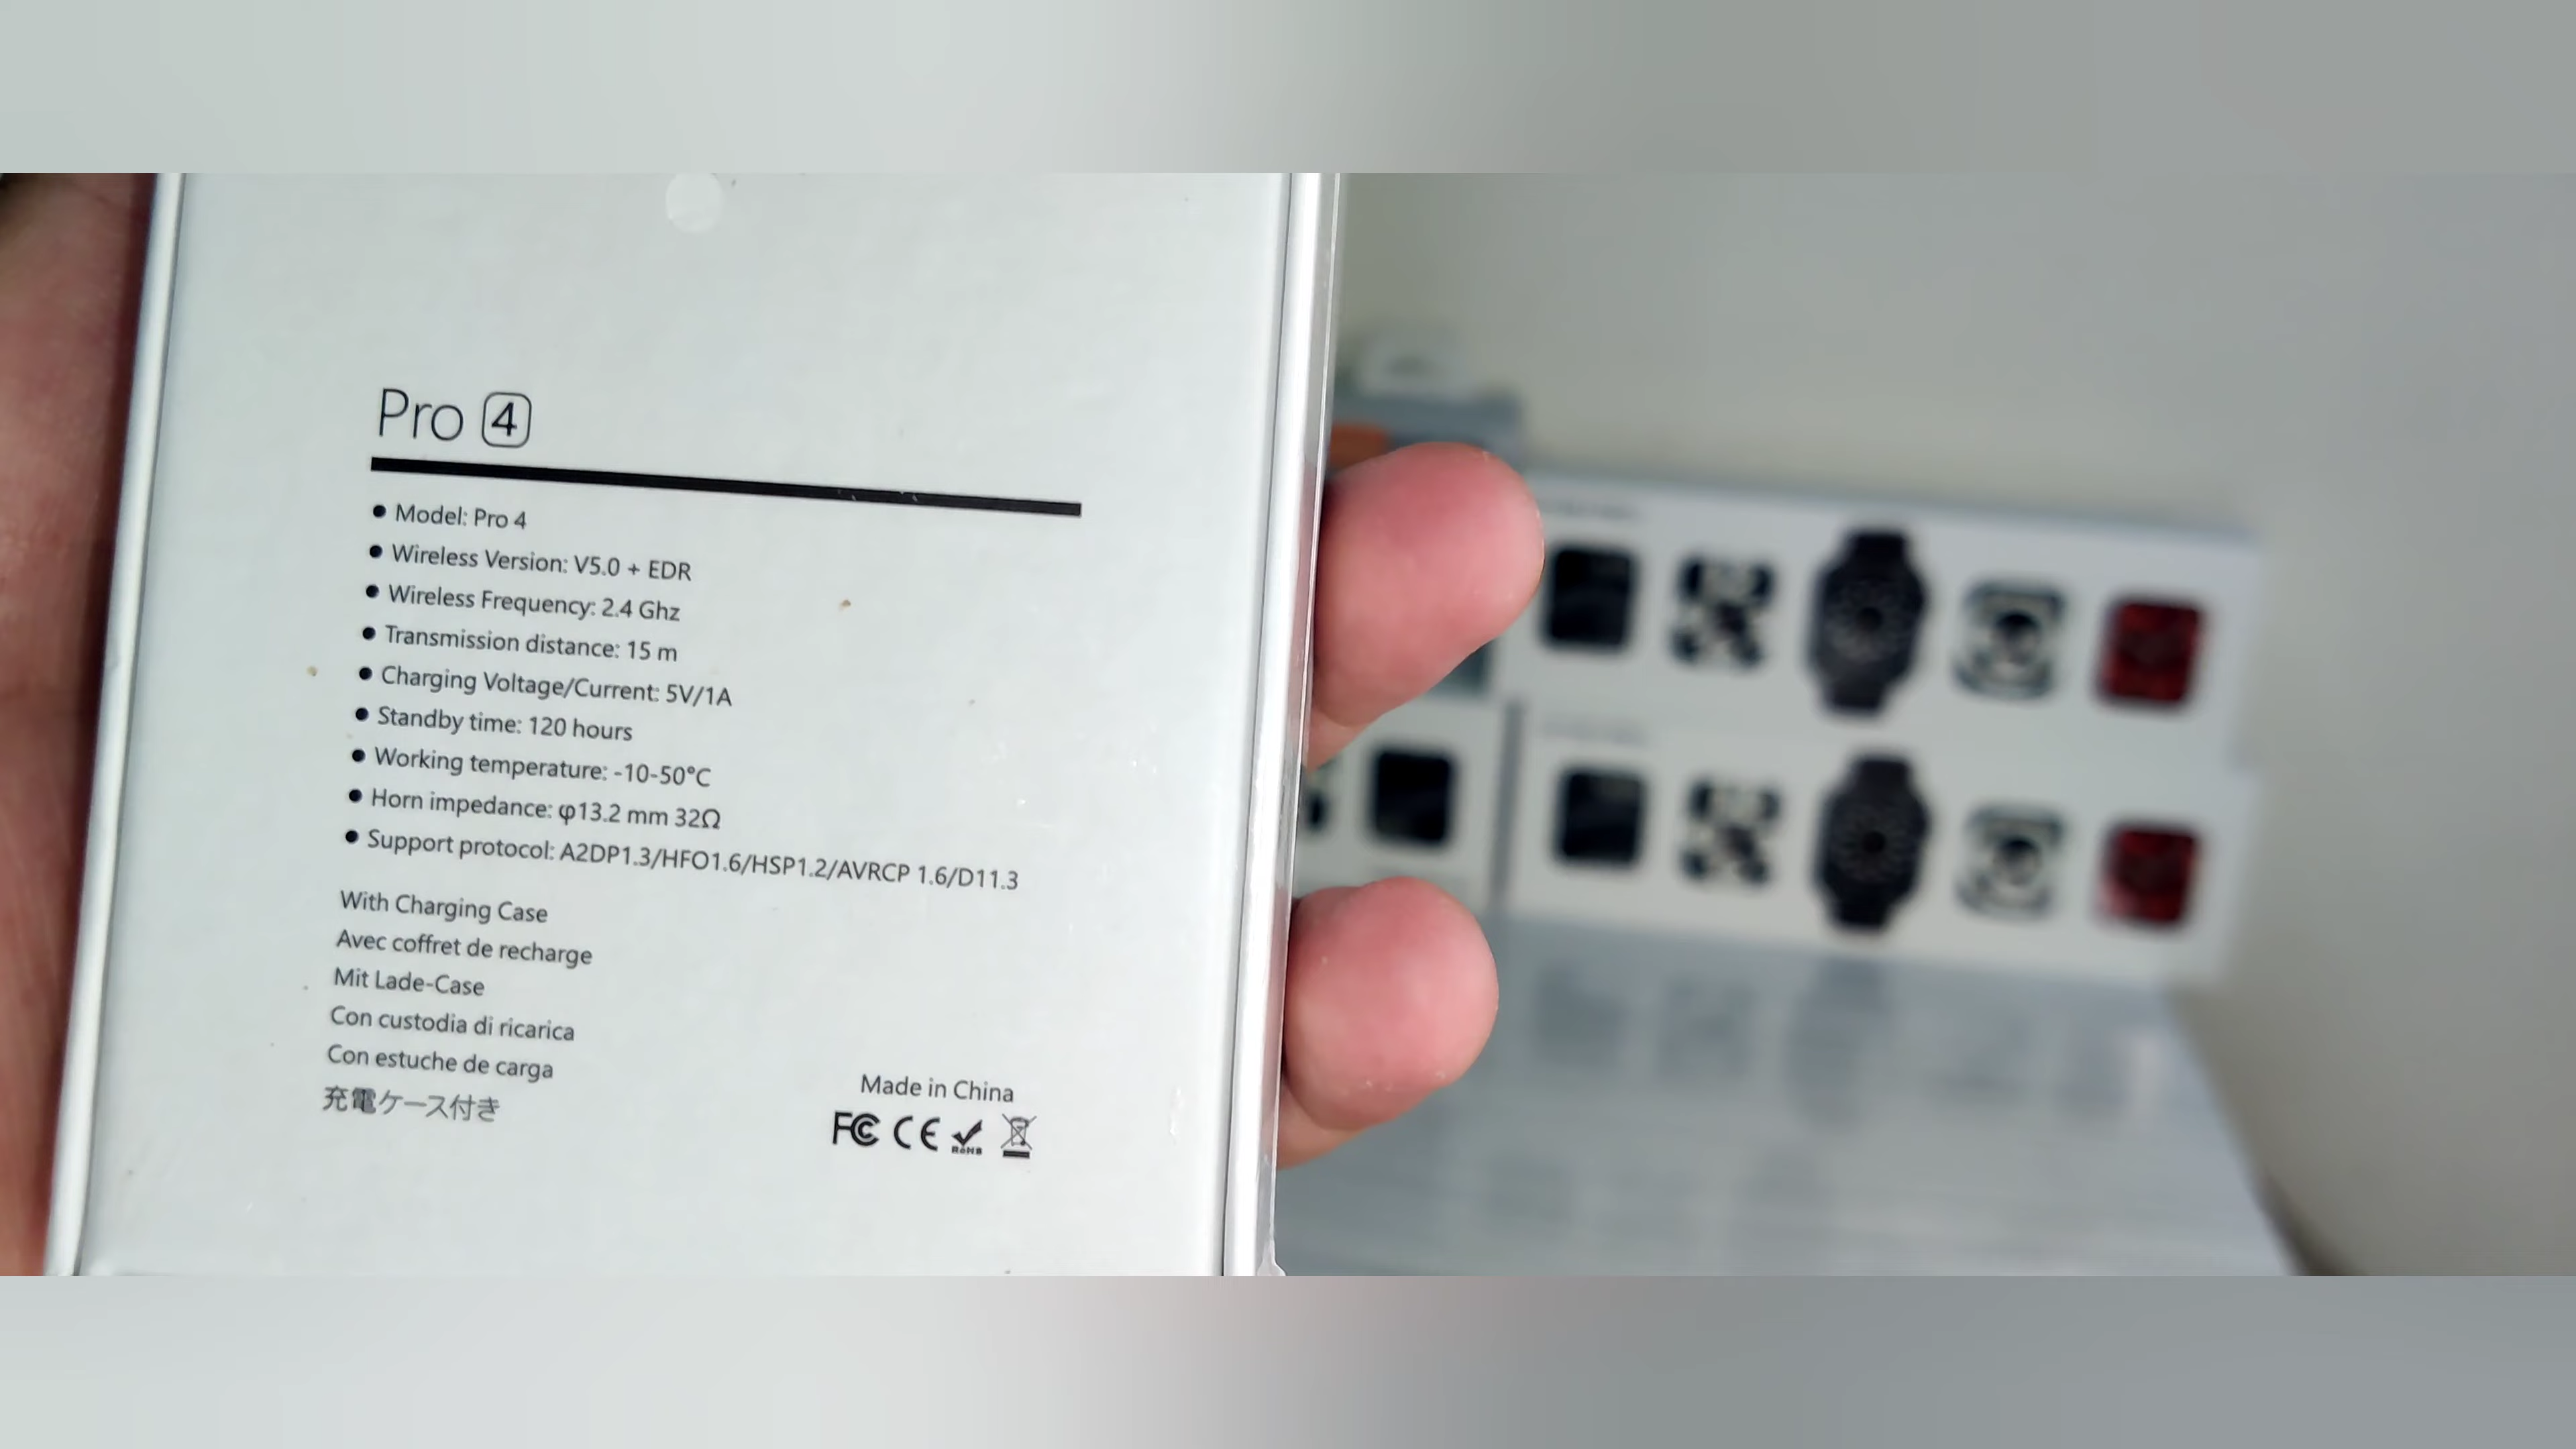 Pro 4
● Model: Pro 4
● Wireless Version: V5.0 + EDR
● Wireless Frequency: 2.4 Ghz
● Transmission distance: 15 m
● Charging Voltage/Current: 5V/1A
● Standby time: 120 hours
● Working temperature: -10-50°C
● Horn impedance: φ13.2 mm 32Ω
● Support protocol: A2DP1.3/HFO1.6/HSP1.2/AVRCP 1.6/D11.3
With Charging Case
Avec coffret de recharge
Mit Lade-Case
Con custodia di ricarica
Con estuche de carga
充電ケース付き
Made in China
FC CE RoHS